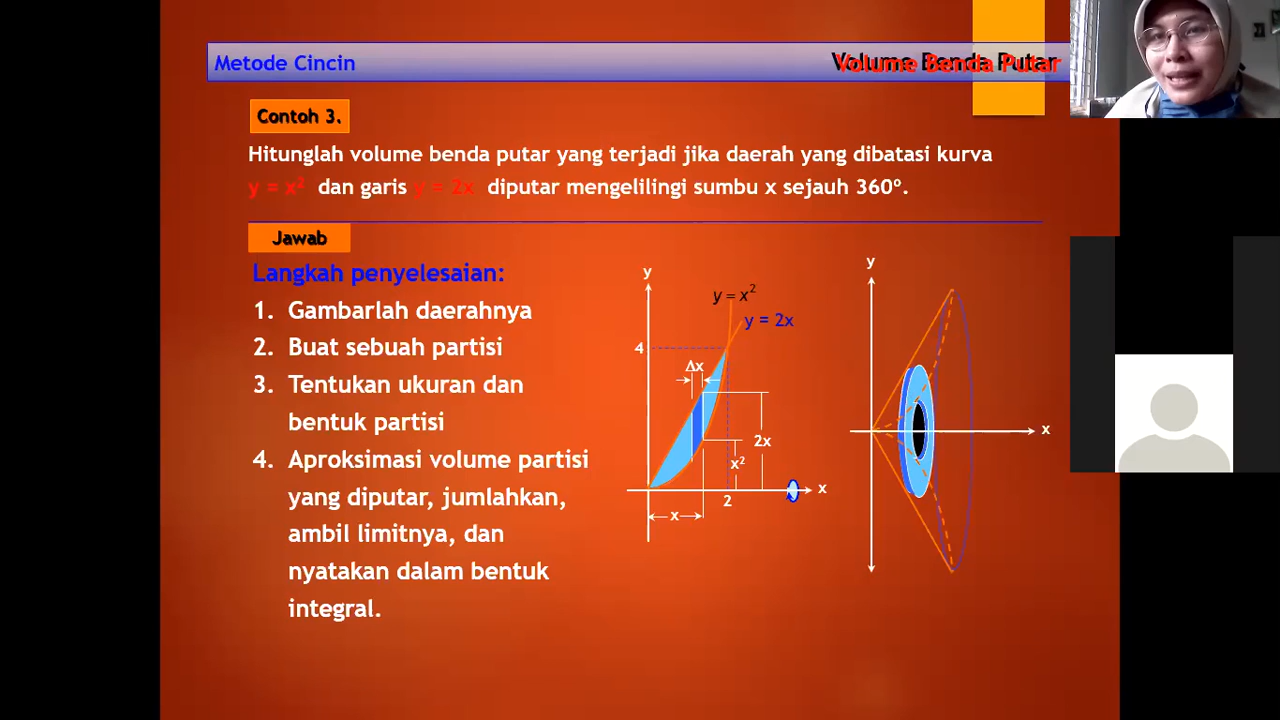 Metode Cincin
Volume Benda Putar
Contoh 3.
Hitunglah volume benda putar yang terjadi jika daerah yang dibatasi kurva
y = x² dan garis y = 2x diputar mengelilingi sumbu x sejauh 360º.
Jawab
Langkah penyelesaian:
1. Gambarlah daerahnya
2. Buat sebuah partisi
3. Tentukan ukuran dan
bentuk partisi
4. Aproksimasi volume partisi
yang diputar, jumlahkan,
ambil limitnya, dan
nyatakan dalam bentuk
integral.
y
y = x²
y = 2x
4
Δx
2x
x²
x
2
x
y
x